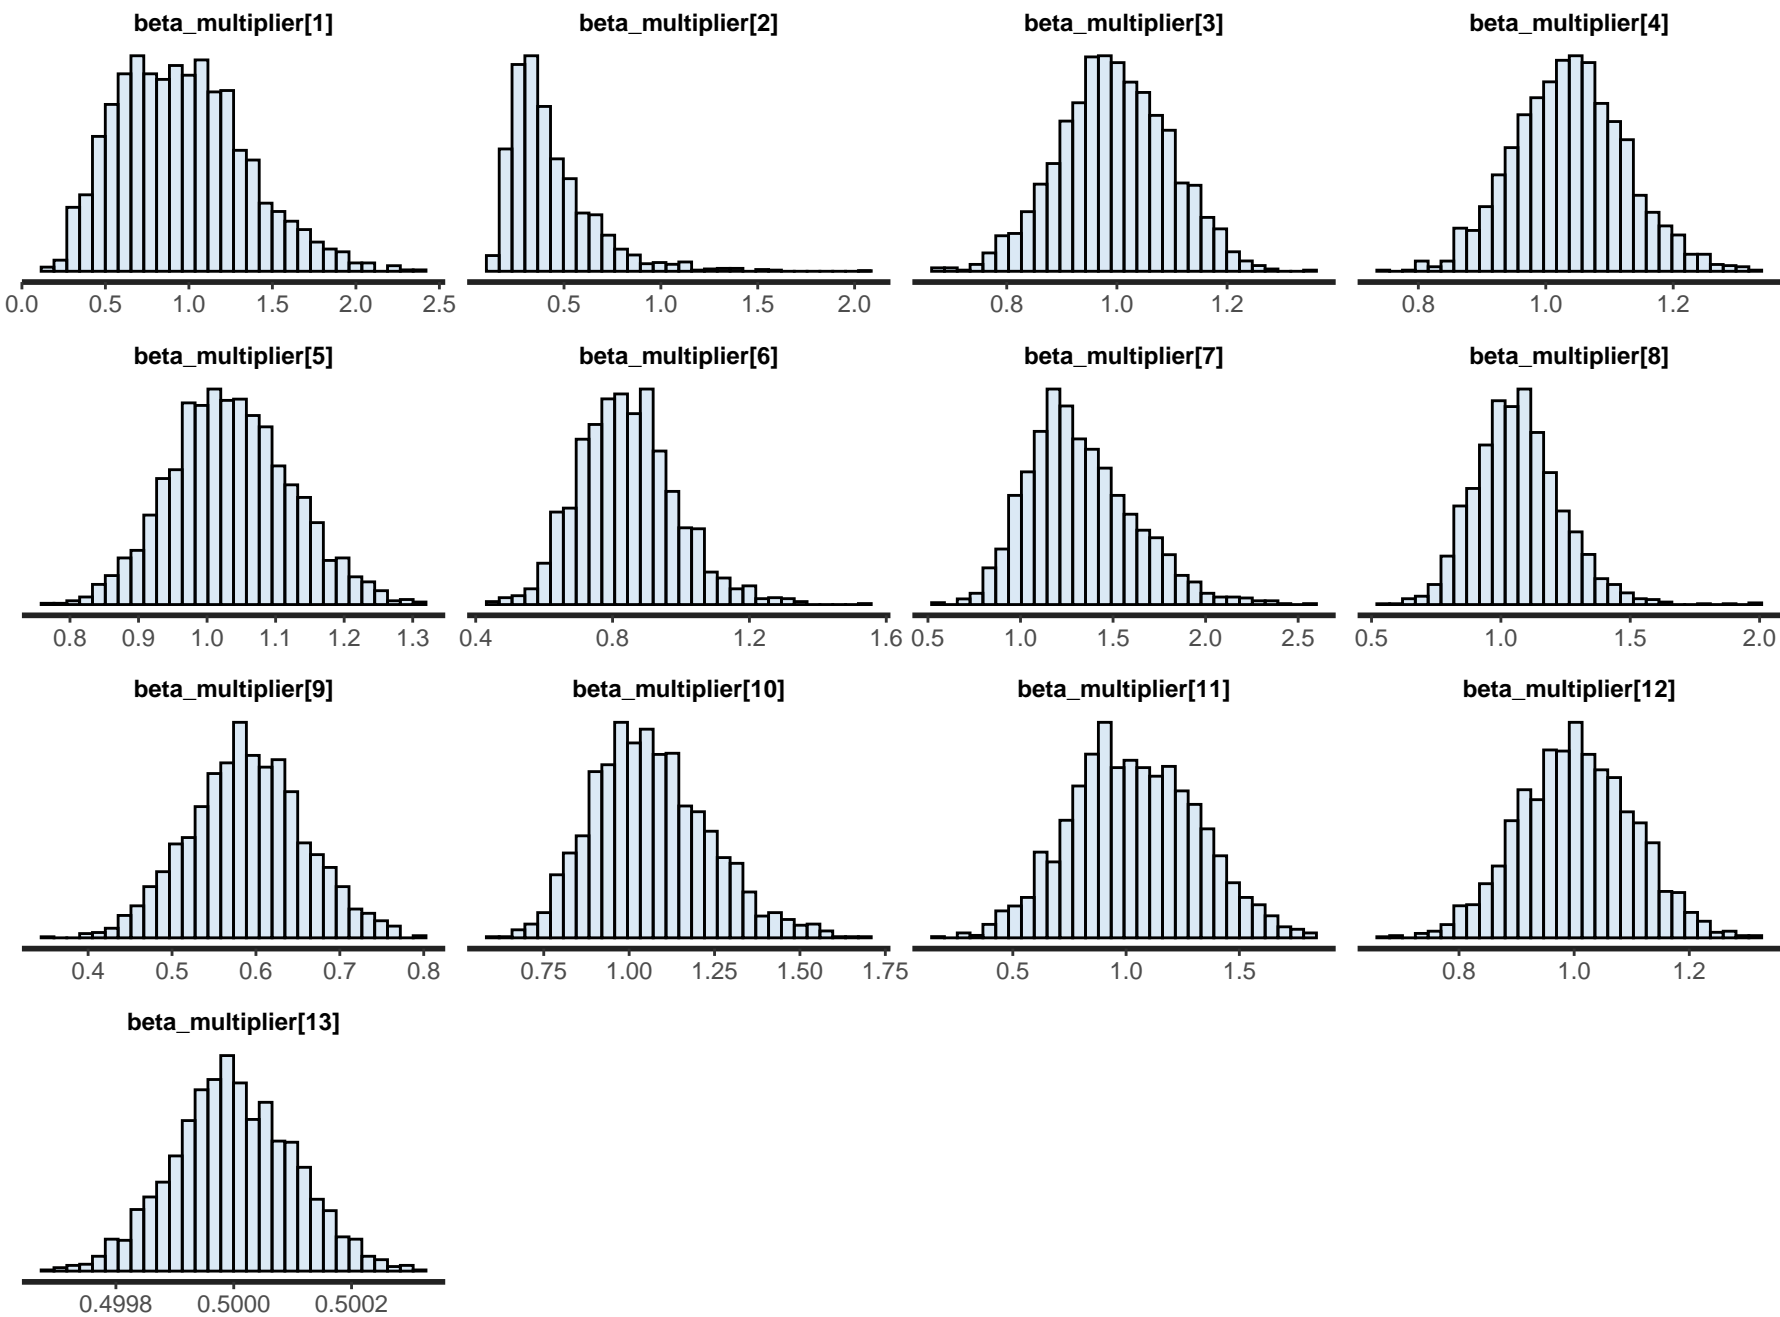 beta_multiplier[1] beta_multiplier[2] beta_multiplier[3] beta_multiplier[4]
0.0 0.5 1.0 1.5 2.0 2.5 0.5 1.0 1.5 2.0 0.8 1.0 1.2 0.8 1.0 1.2
beta_multiplier[5] beta_multiplier[6] beta_multiplier[7] beta_multiplier[8]
0.8 0.9 1.0 1.1 1.2 1.3 0.4 0.8 1.2 1.6 0.5 1.0 1.5 2.0 2.5 0.5 1.0 1.5 2.0
beta_multiplier[9] beta_multiplier[10] beta_multiplier[11] beta_multiplier[12]
0.4 0.5 0.6 0.7 0.8 0.75 1.00 1.25 1.50 1.75 0.5 1.0 1.5 0.8 1.0 1.2
beta_multiplier[13]
0.4998 0.5000 0.5002